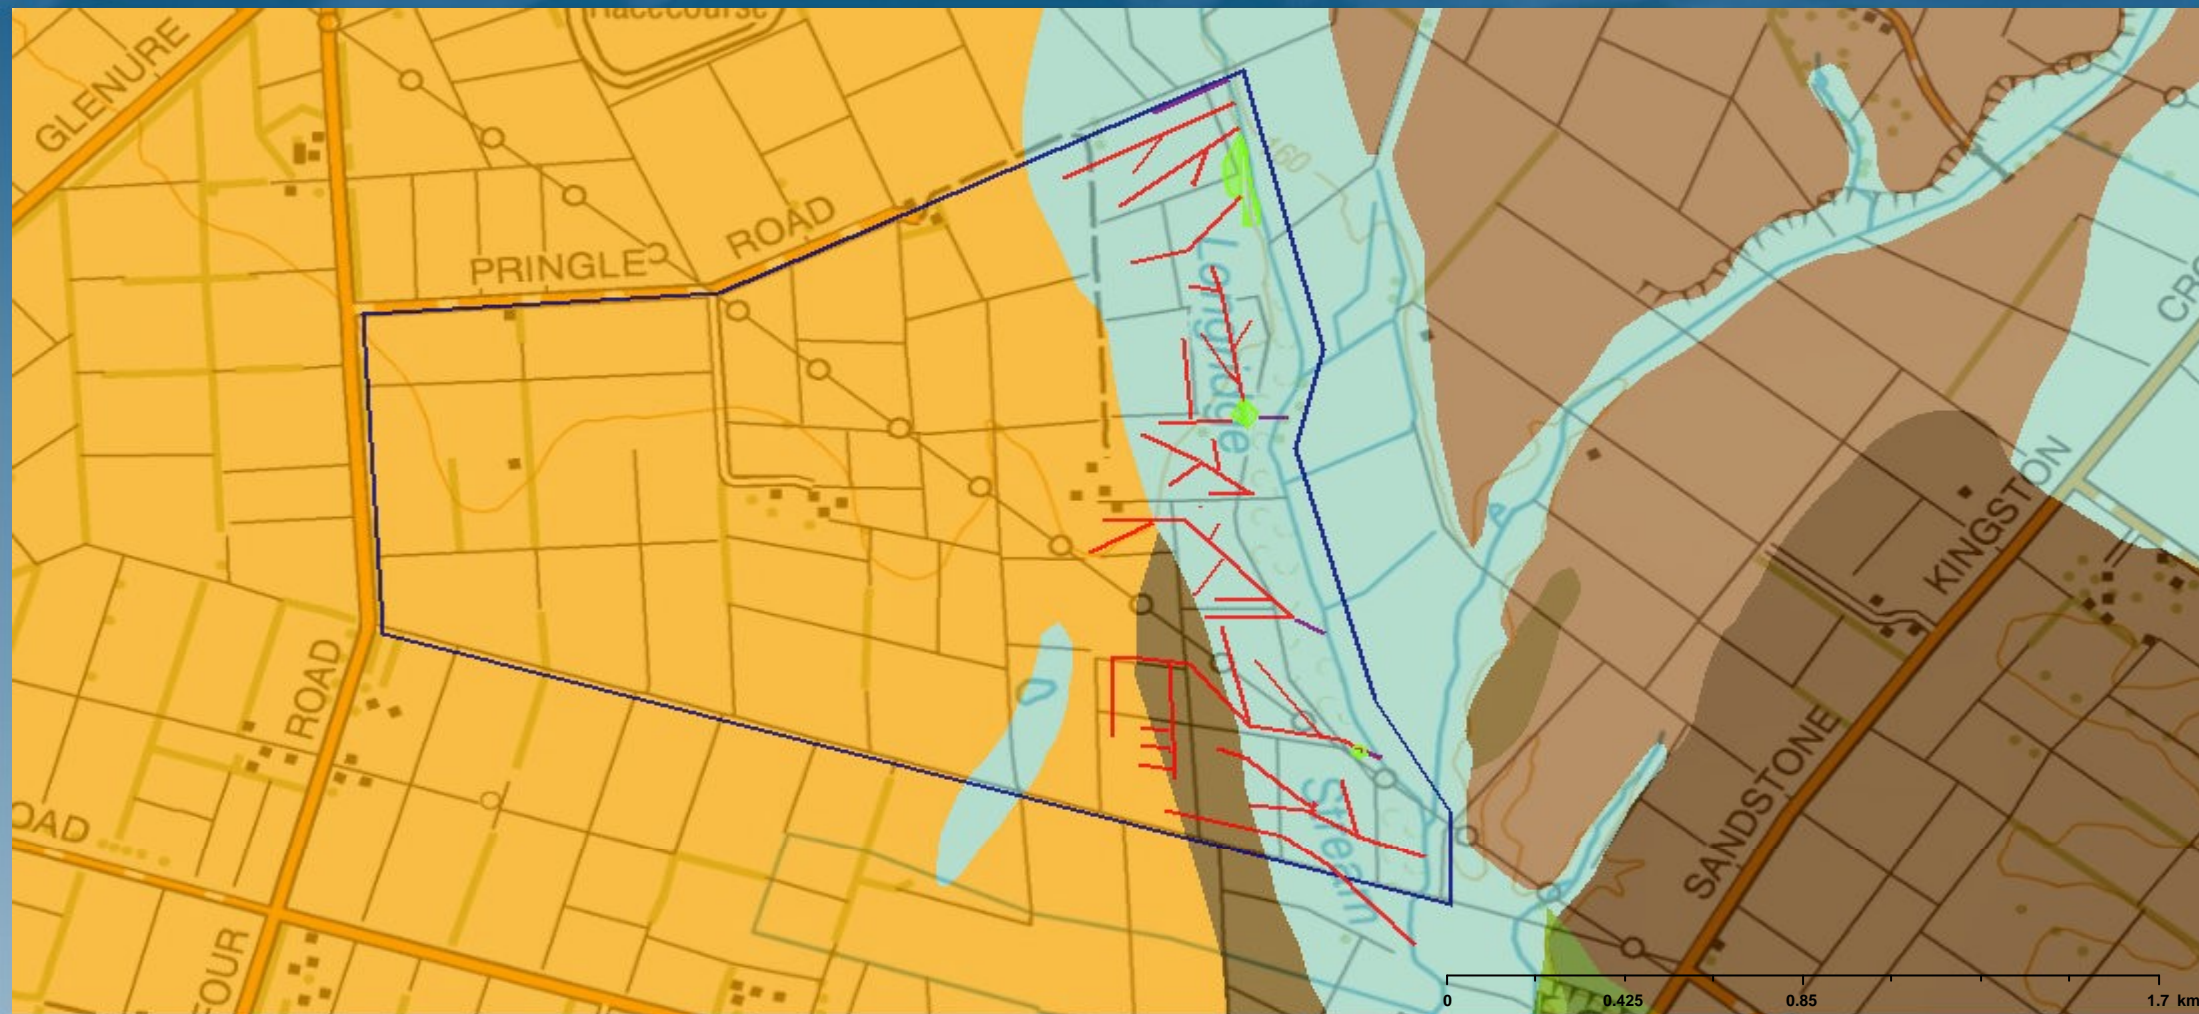 Racecourse
GLENURE
160
PRINGLE
ROAD
Longridge
Stream
ROAD
OAD
FOUR
KINGSTON
CRO
SANDSTONE
0
0.425
0.85
1.7 km